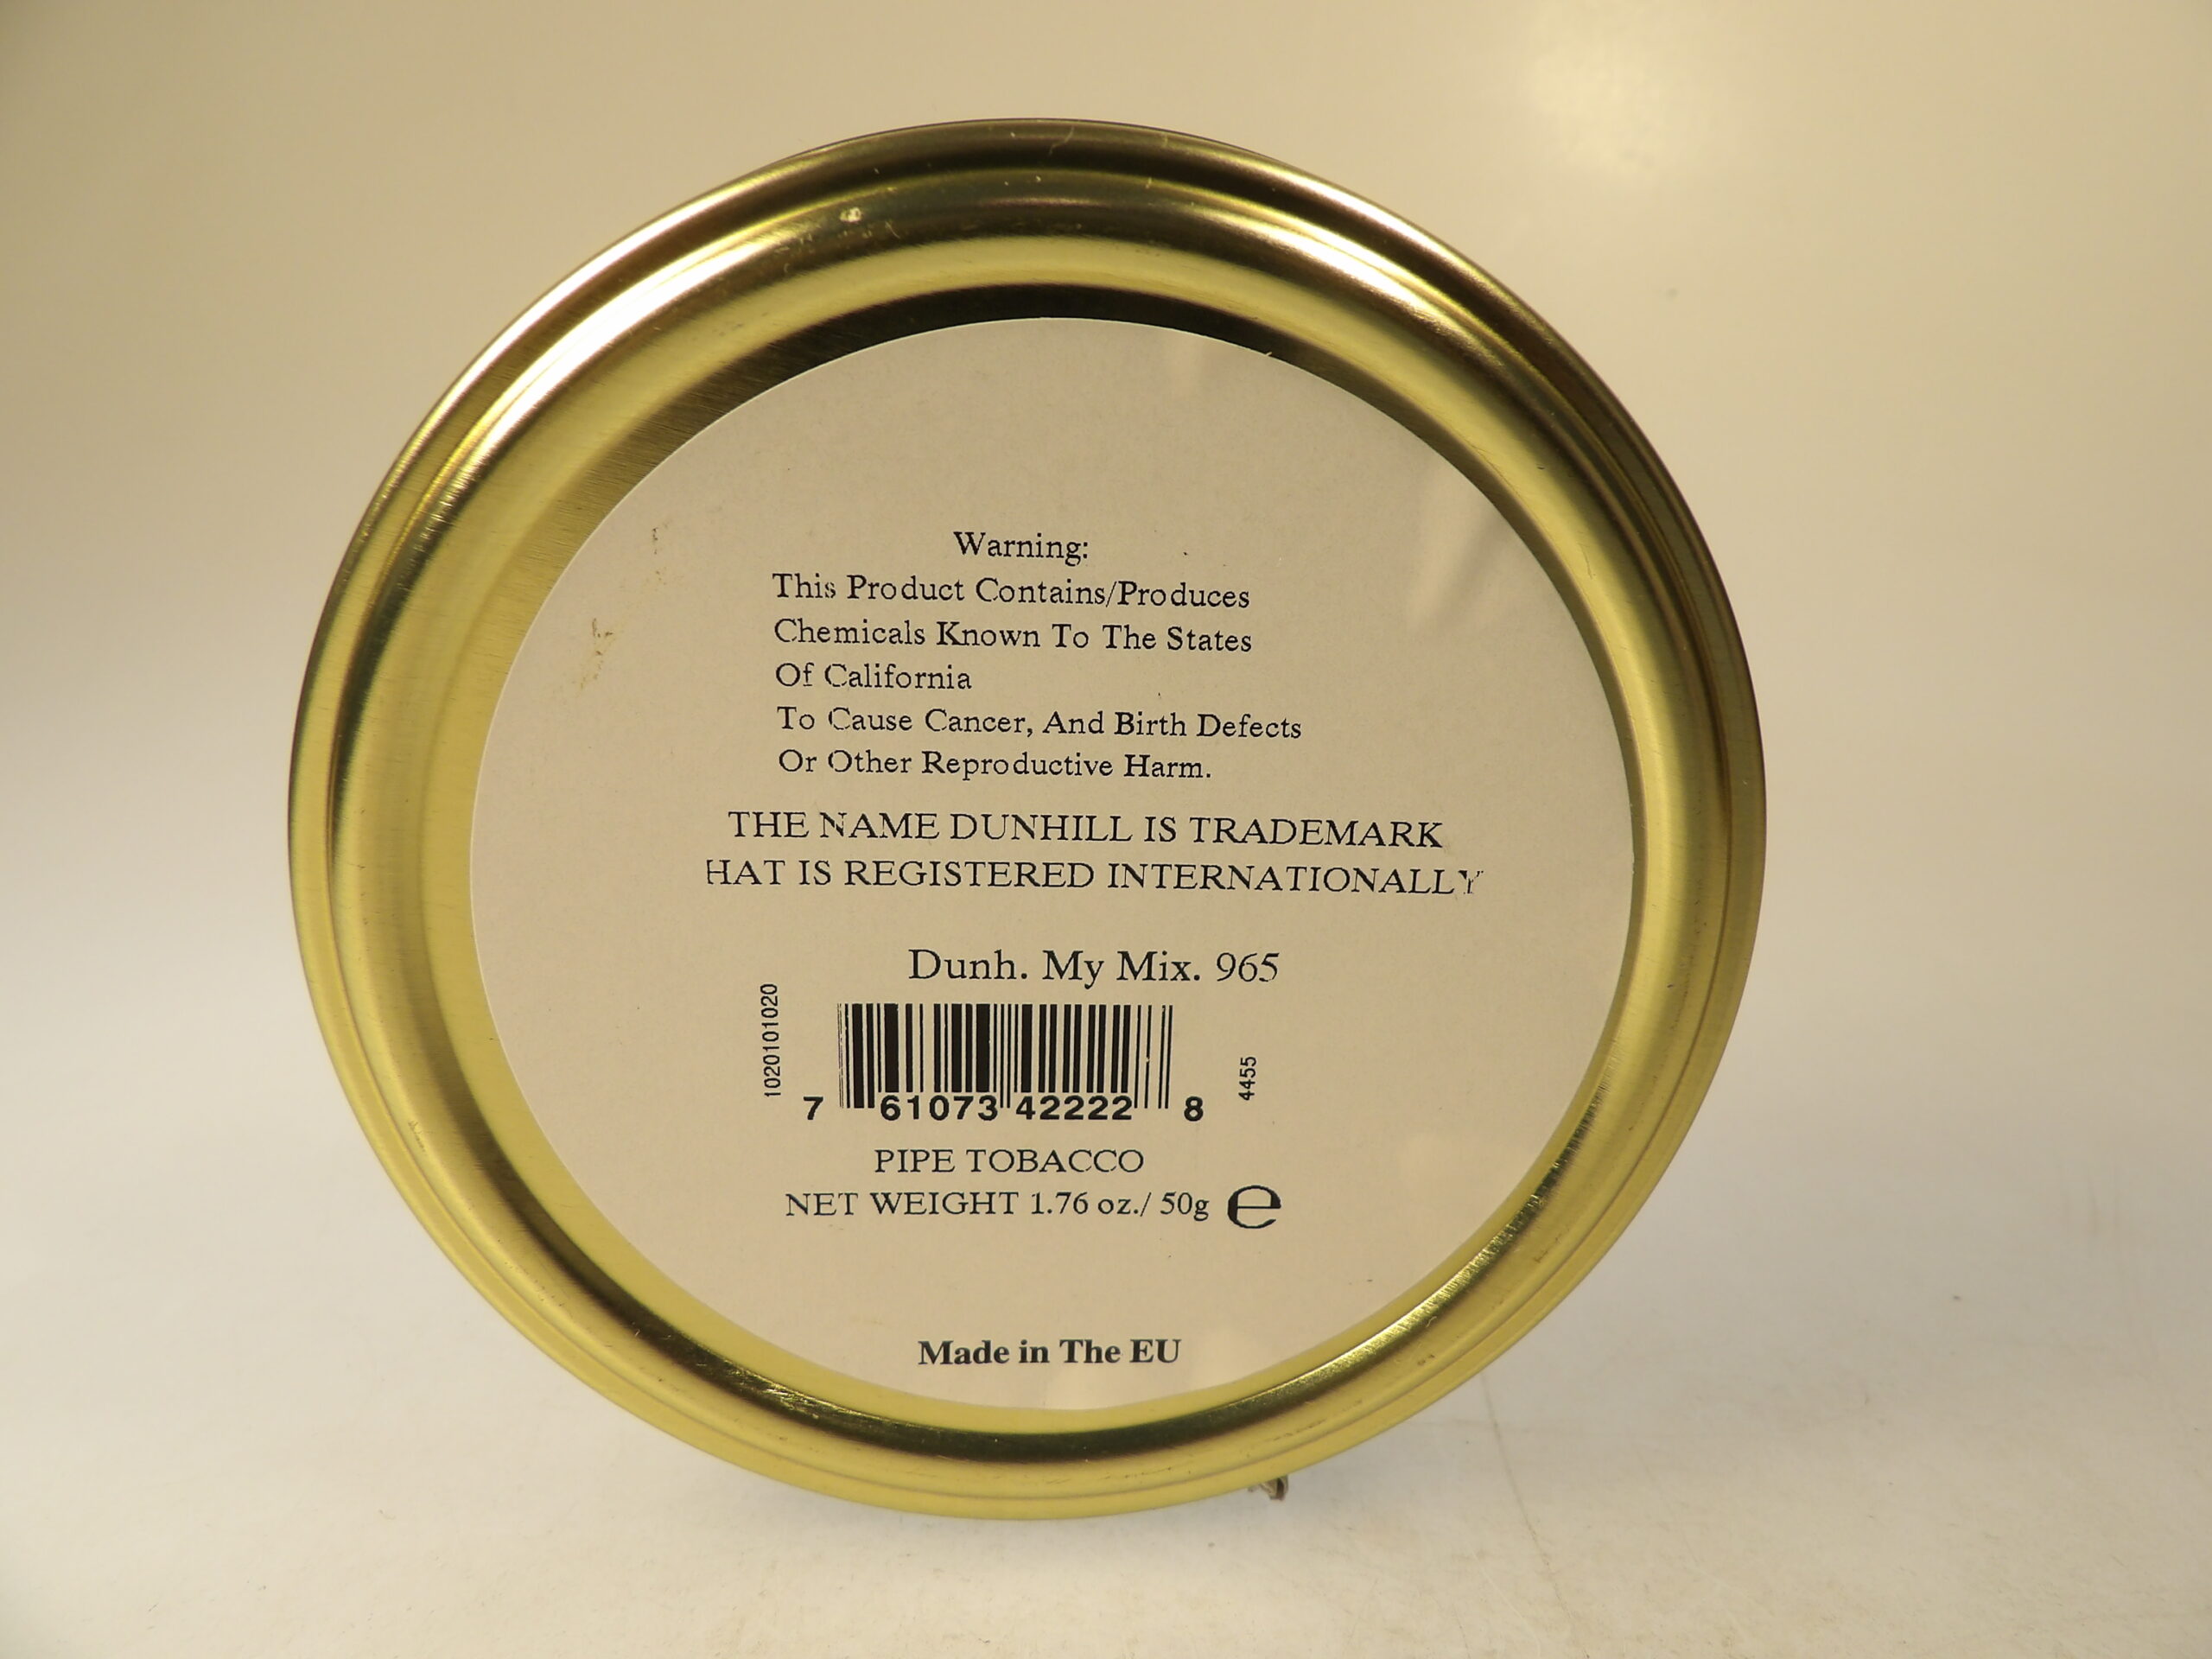 Warning:
This Product Contains/Produces
Chemicals Known To The States
Of California
To Cause Cancer, And Birth Defects
Or Other Reproductive Harm.
THE NAME DUNHILL IS TRADEMARK
HAT IS REGISTERED INTERNATIONALLY
Dunh. My Mix. 965
1020101020
4455
7 61073 42222 8
PIPE TOBACCO
NET WEIGHT 1.76 oz./ 50g e
Made in The EU